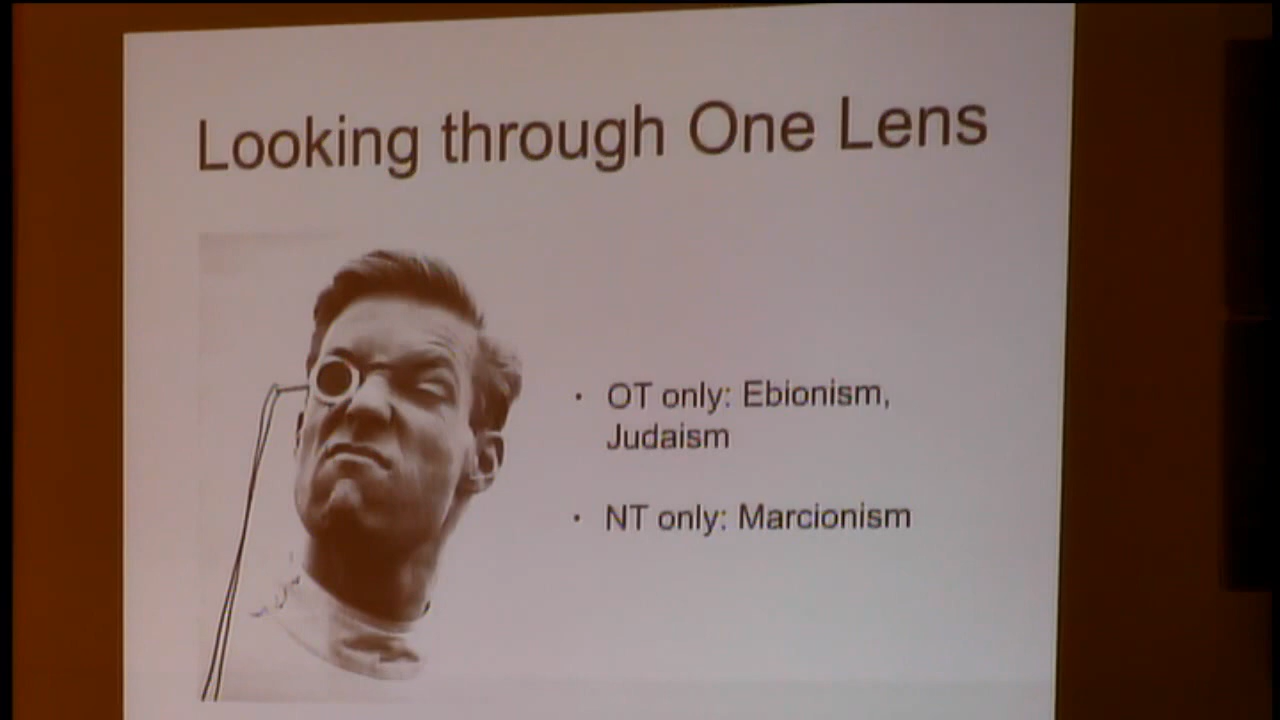 Looking through One Lens
• OT only: Ebionism,
Judaism
• NT only: Marcionism